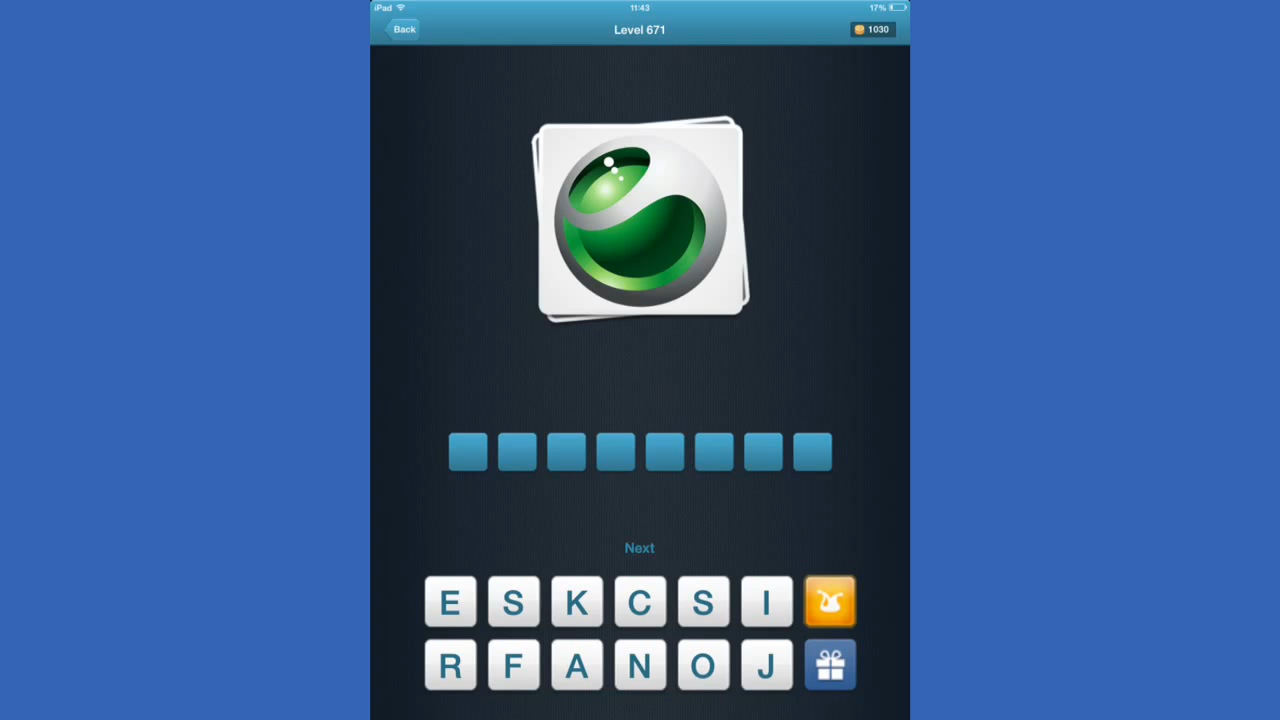 iPad 11:43 17%
Back Level 671 1030
Next
E S K C S I
R F A N O J